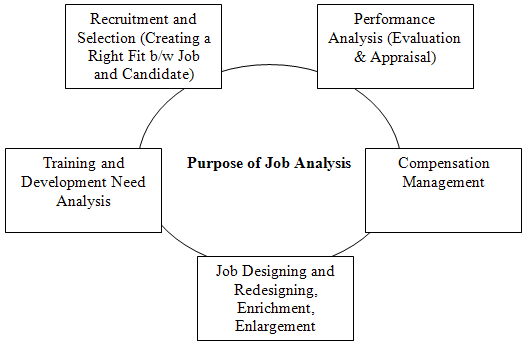 Recruitment and
Selection (Creating a
Right Fit b/w Job
and Candidate)
Performance
Analysis (Evaluation
& Appraisal)
Training and
Development Need
Analysis
Purpose of Job Analysis
Compensation
Management
Job Designing and
Redesigning,
Enrichment,
Enlargement